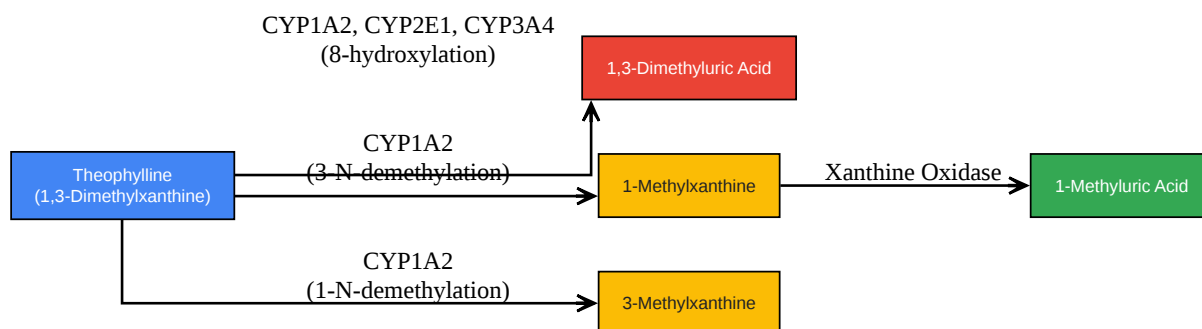 CYP1A2, CYP2E1, CYP3A4
(8-hydroxylation)
1,3-Dimethyluric Acid
CYP1A2
(3-N-demethylation)
Theophylline
(1,3-Dimethylxanthine)
1-Methylxanthine
Xanthine Oxidase
1-Methyluric Acid
CYP1A2
(1-N-demethylation)
3-Methylxanthine